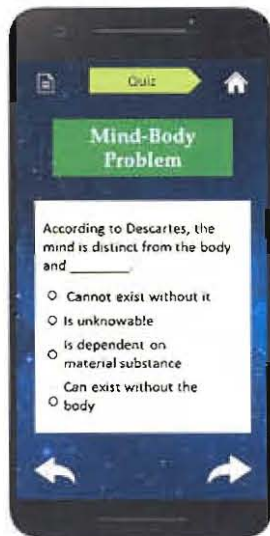 Quiz
Mind-Body
Problem
According to Descartes, the
mind is distinct from the body
and ________.
Cannot exist without it
Is unknowable
Is dependent on
material substance
Can exist without the
body